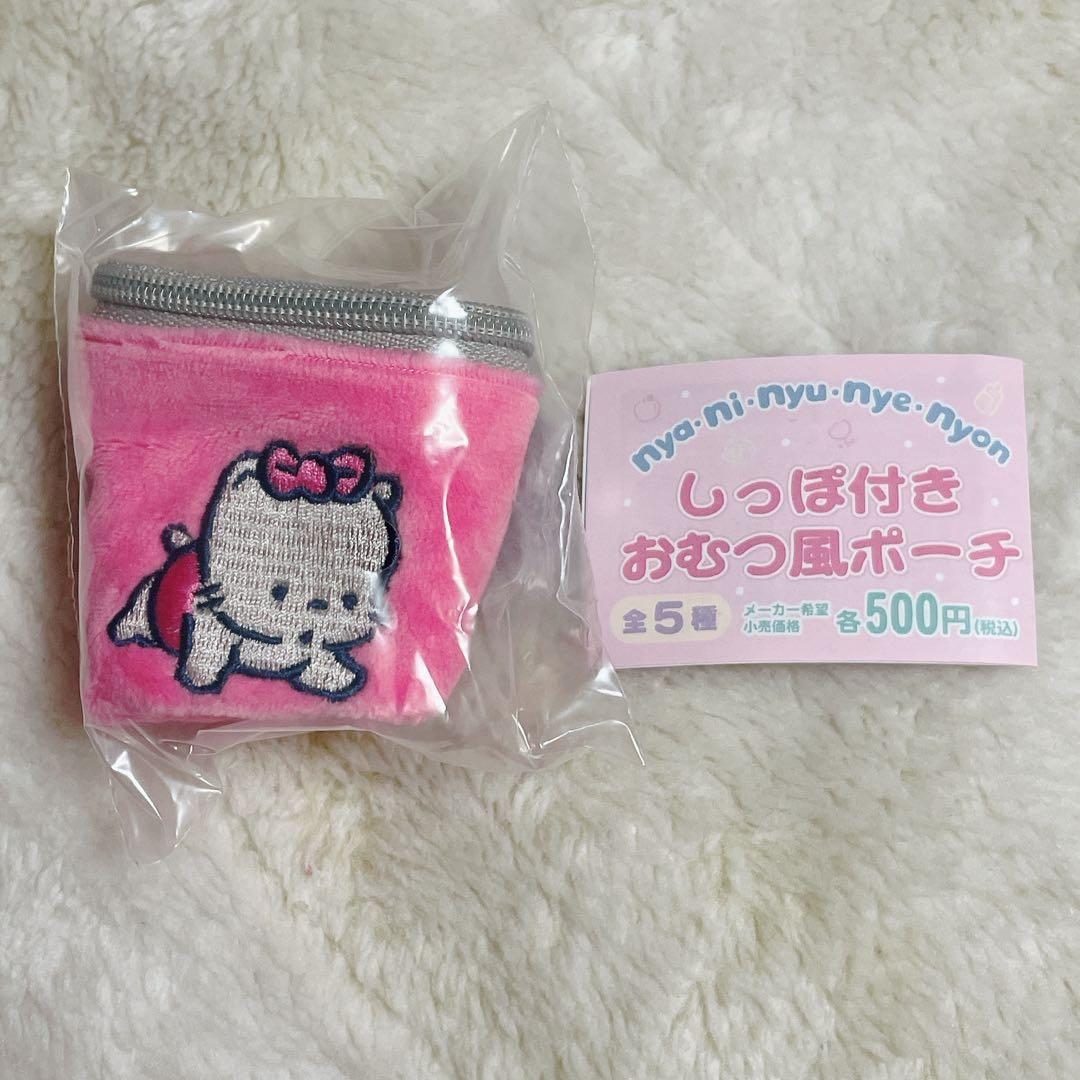 nya·ni·nyu·nye·nyon
しっぽ付き
おむつ風ポーチ
全5種
メーカー希望
小売価格
各500円(税込)